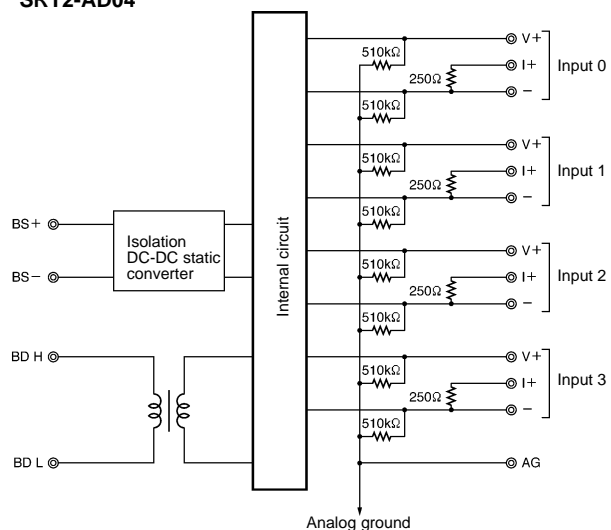 SRT2-AD04
510kΩ
250Ω
510kΩ
V+
I+
−
Input 0
510kΩ
250Ω
510kΩ
V+
I+
−
Input 1
BS+
BS−
Isolation
DC-DC static
converter
Internal circuit
510kΩ
250Ω
510kΩ
V+
I+
−
Input 2
BD H
BD L
510kΩ
250Ω
510kΩ
V+
I+
−
Input 3
AG
Analog ground